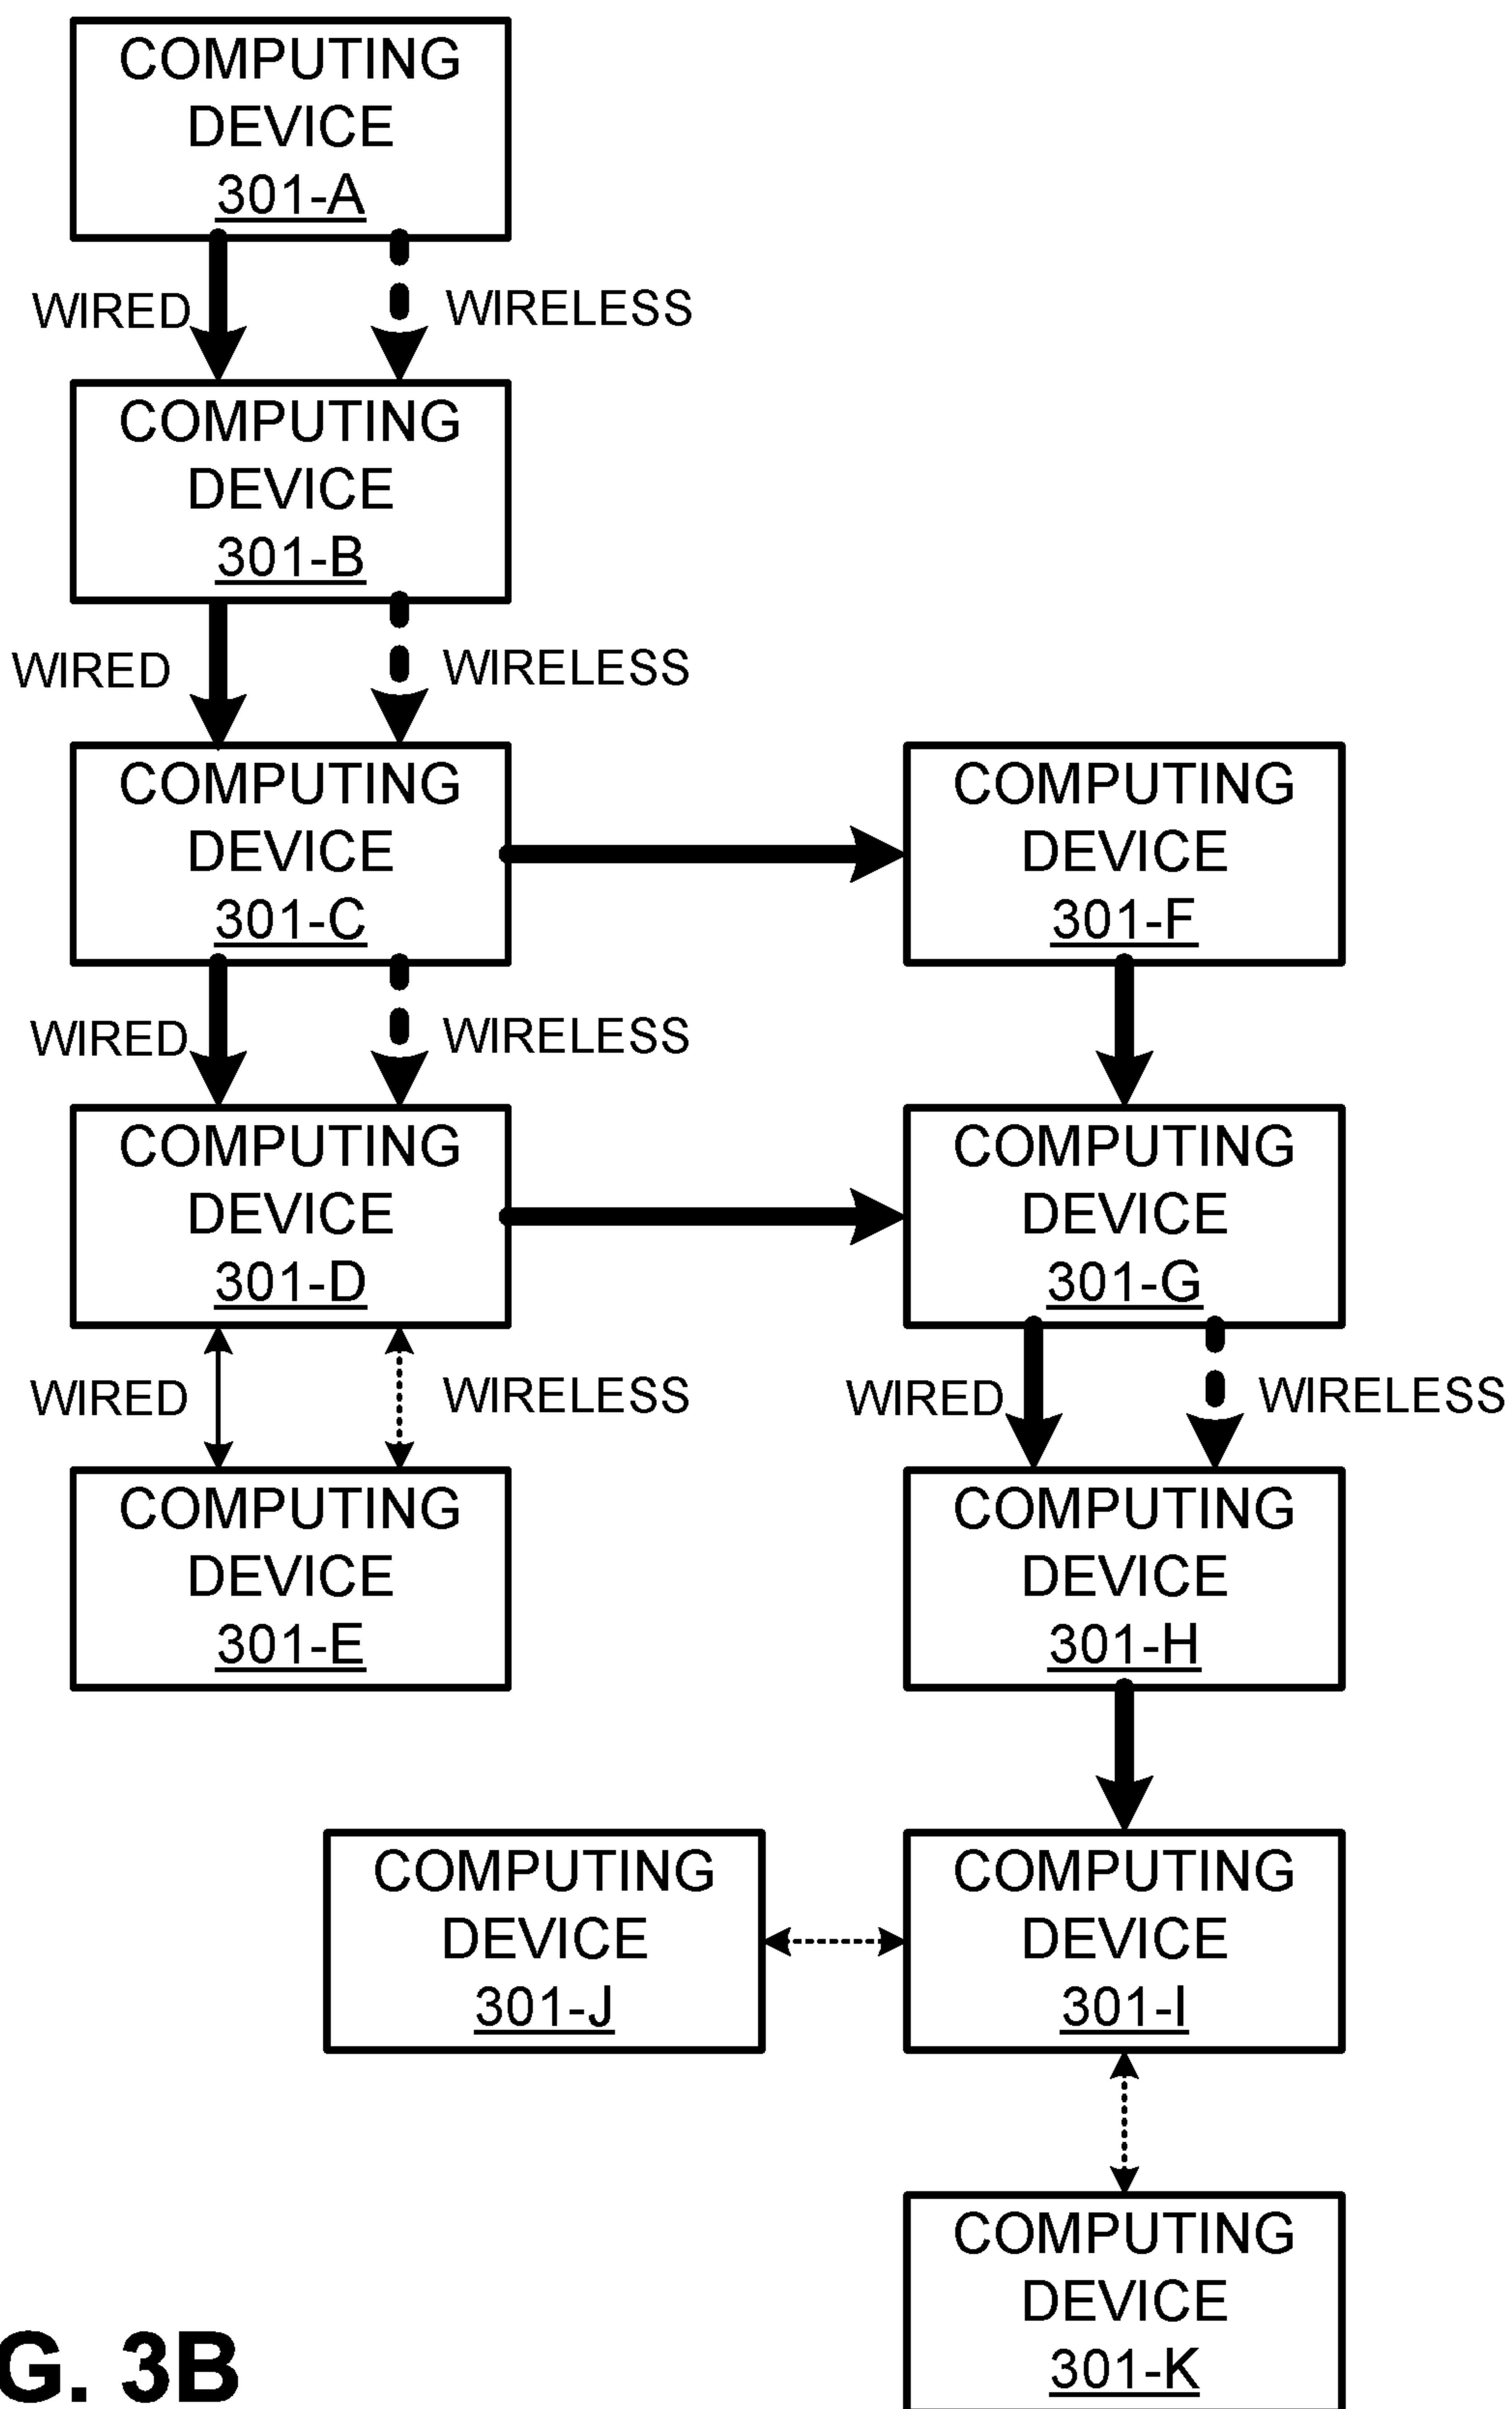 COMPUTING
DEVICE
301-A
WIRED
WIRELESS
COMPUTING
DEVICE
301-B
WIRED
WIRELESS
COMPUTING
DEVICE
301-C
COMPUTING
DEVICE
301-F
WIRED
WIRELESS
COMPUTING
DEVICE
301-D
COMPUTING
DEVICE
301-G
WIRED
WIRELESS
WIRED
WIRELESS
COMPUTING
DEVICE
301-E
COMPUTING
DEVICE
301-H
COMPUTING
DEVICE
301-J
COMPUTING
DEVICE
301-I
COMPUTING
DEVICE
301-K
G. 3B